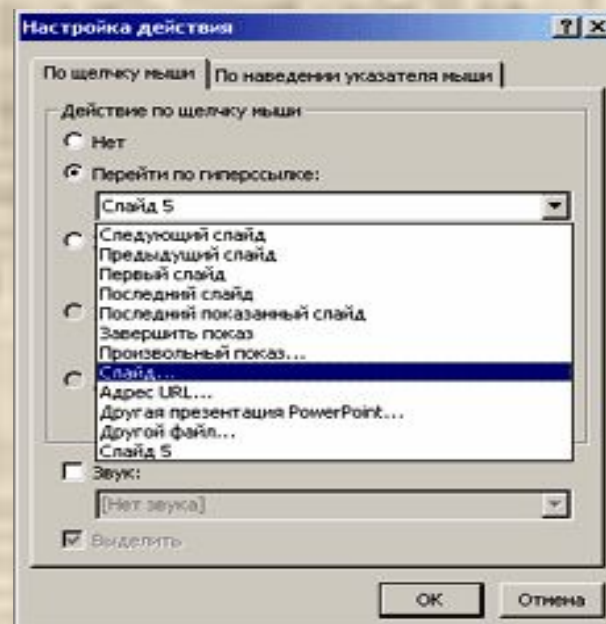 Настройка действия
По щелчку мыши По наведении указателя мыши
Действие по щелчку мыши
Нет
Перейти по гиперссылке:
Слайд 5
Следующий слайд
Предыдущий слайд
Первый слайд
Последний слайд
Последний показанный слайд
Завершить показ
Произвольный показ...
Слайд...
Адрес URL...
Другая презентация PowerPoint...
Другой файл...
Слайд 5
Звук:
[Нет звука]
Выделить
ОК Отмена